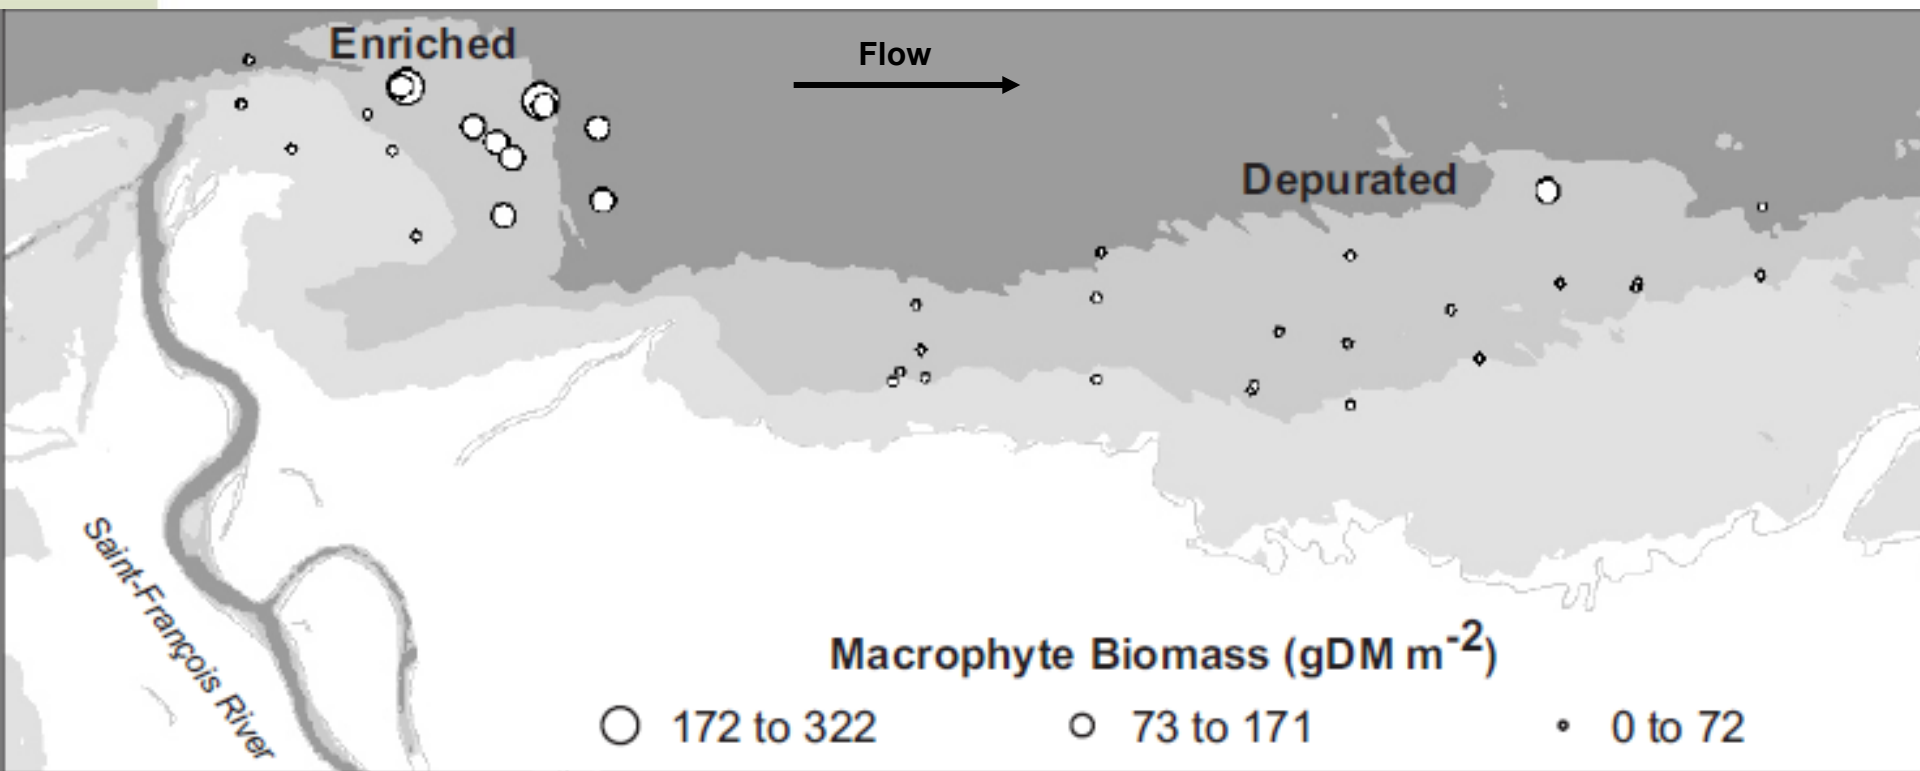 Enriched
Flow
Depurated
Saint-François River
Macrophyte Biomass (gDM m⁻²)
172 to 322
73 to 171
0 to 72